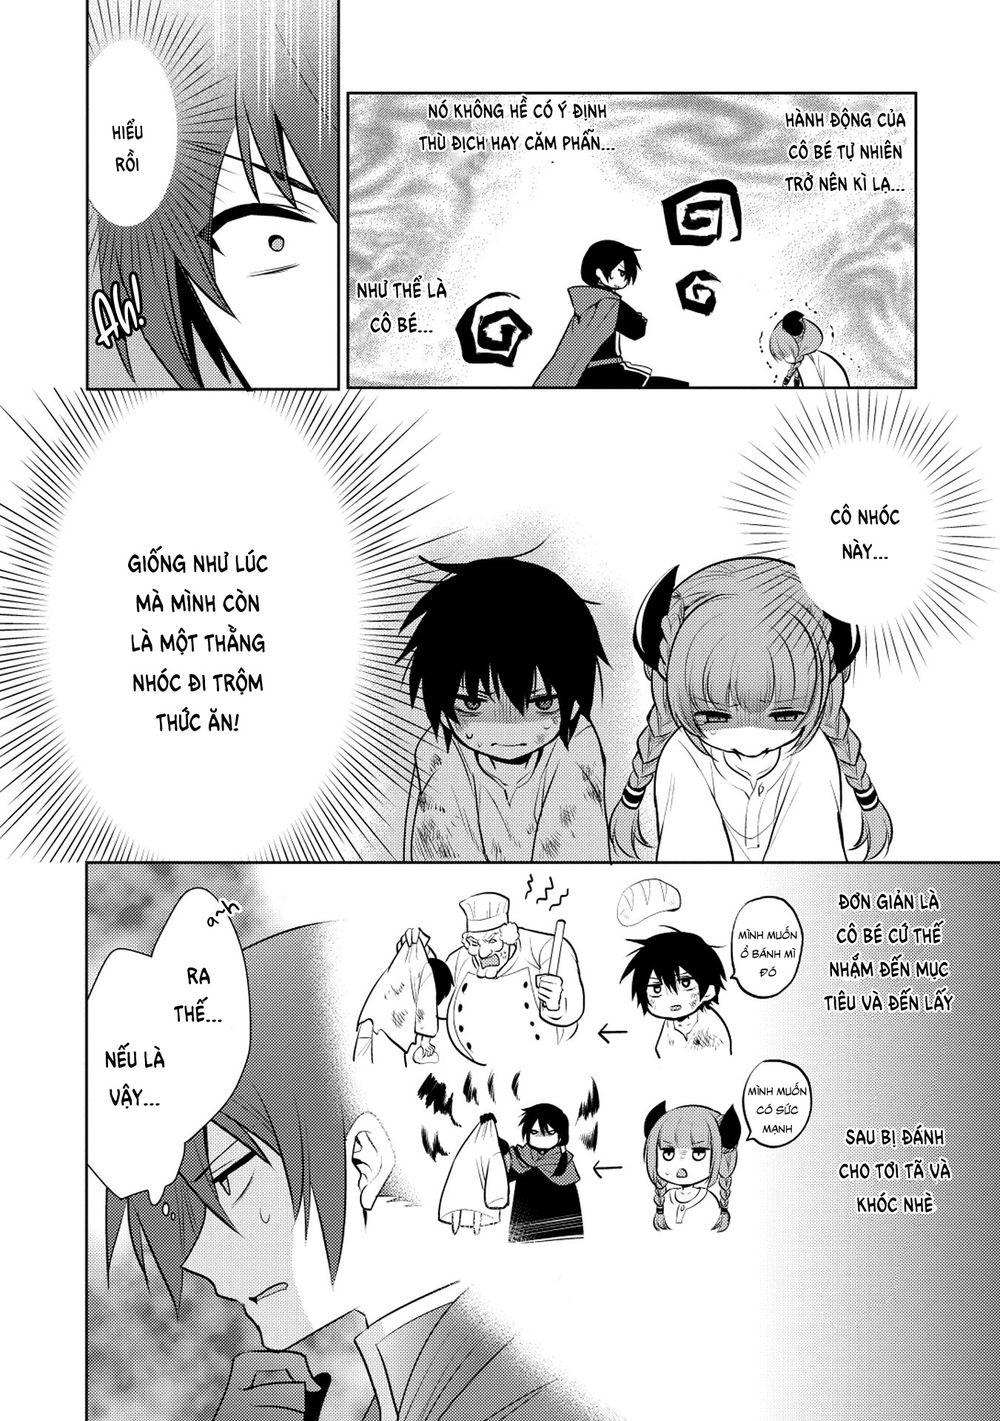 HÀNH ĐỘNG CỦA
CÔ BÉ TỰ NHIÊN
TRỞ NÊN KÌ LẠ...
NÓ KHÔNG HỀ CÓ Ý ĐỊNH
THÙ ĐỊCH HAY CĂM PHẪN...
NHƯ THỂ LÀ
CÔ BÉ...
HIỂU
RỒI
AH!
CÔ NHÓC
NÀY...
GIỐNG NHƯ LÚC
MÀ MÌNH CÒN
LÀ MỘT THẰNG
NHÓC ĐI TRỘM
THỨC ĂN!
ĐƠN GIẢN LÀ
CÔ BÉ CỨ THẾ
NHẮM ĐẾN MỤC
TIÊU VÀ ĐẾN LẤY
MÌNH MUỐN
Ổ BÁNH MÌ
ĐÓ
MÌNH MUỐN
CÓ SỨC
MẠNH
SAU BỊ ĐÁNH
CHO TƠI TÃ VÀ
KHÓC NHÈ
a~h
RA
THẾ...
NẾU LÀ
VẬY...